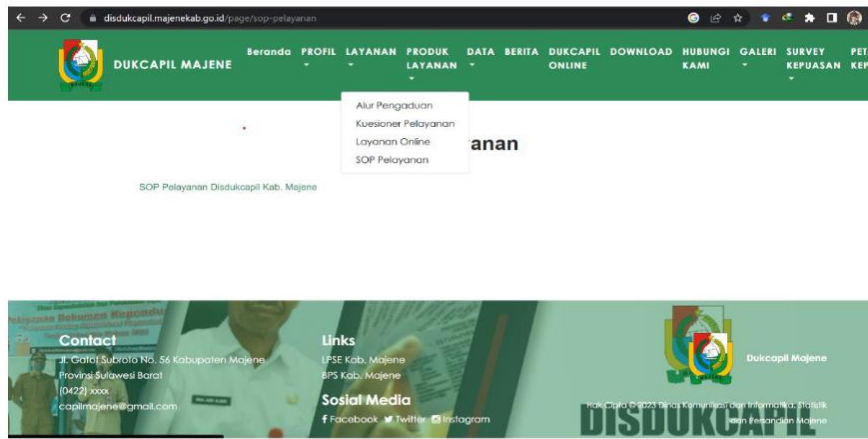 disdukcapil.majenekab.go.id/page/sop-pelayanan
DUKCAPIL MAJENE
Beranda PROFIL LAYANAN PRODUK LAYANAN DATA BERITA DUKCAPIL ONLINE DOWNLOAD HUBUNGI KAMI GALERI SURVEY KEPUASAN
Alur Pengaduan
Kuesioner Pelayanan
Layanan Online
SOP Pelayanan
anan
SOP Pelayanan Disdukcapil Kab. Majene
Contact
Jl. Gatot Subroto No. 56 Kabupaten Majene
Provinsi Sulawesi Barat
(0422) xxxx
capilmajene@gmail.com
Links
LPSE Kab. Majene
BPS Kab. Majene
Sosial Media
Facebook Twitter Instagram
Dukcapil Majene
Hak Cipta © 2023 Dinas Komunikasi dan Informatika, Statistik
dan Persandian Majene
DISDUKCAPIL